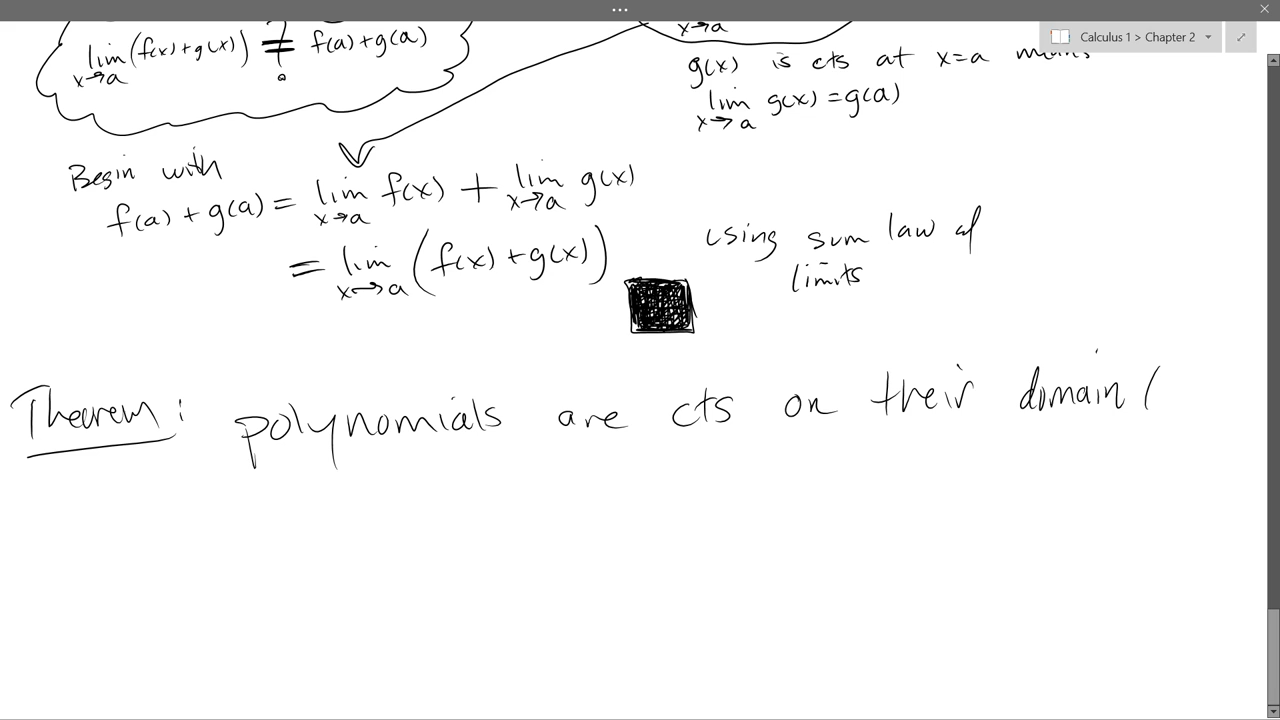 Calculus 1 > Chapter 2
lim (f(x)+g(x)) = f(a)+g(a)
x→a
?
x→a
g(x) is cts at x=a means
lim g(x) = g(a)
x→a
Begin with
f(a) + g(a) = lim f(x) + lim g(x)
x→a x→a
= lim (f(x) + g(x))
x→a
using sum law of
limits
Theorem: polynomials are cts on their domain (